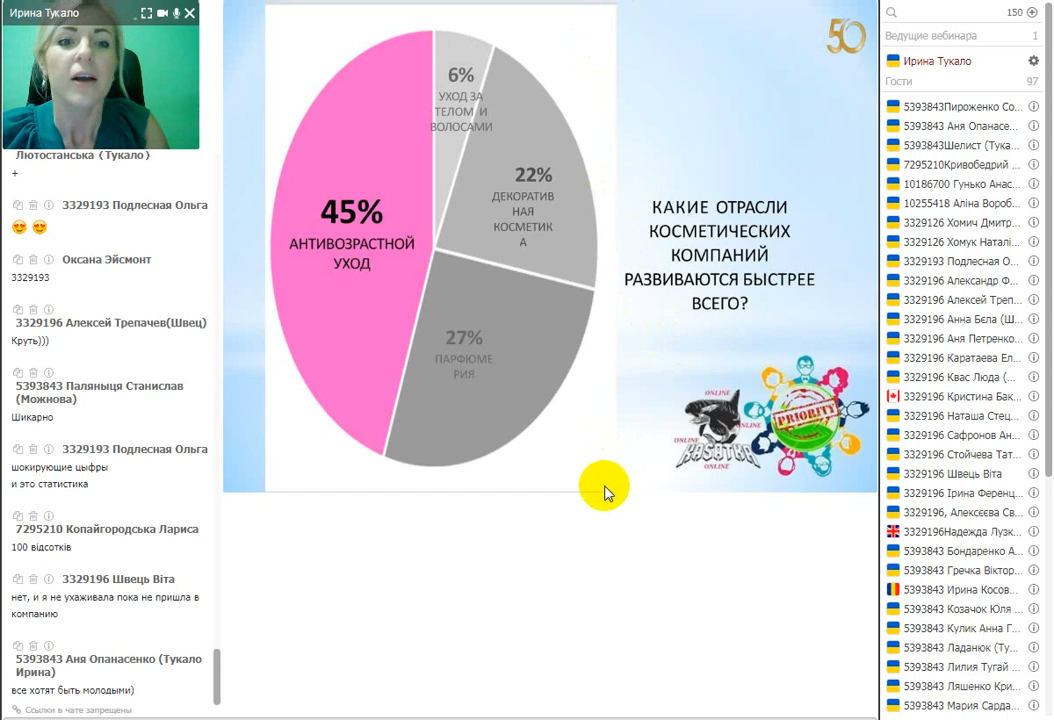 Ирина Тукало
Лютостанська (Тукало)
+
3329193 Подлесная Ольга
Оксана Эйсмонт
3329193
3329196 Алексей Трепачев(Швец)
Круть)))
5393843 Паляныця Станислав
(Можнова)
Шикарно
3329193 Подлесная Ольга
шокирующие цыфры
и это статистика
7295210 Копайгородська Лариса
100 відсотків
3329196 Швець Віта
нет, и я не ухаживала пока не пришла в
компанию
5393843 Аня Опанасенко (Тукало
Ирина)
все хотят быть молодыми)
Ссылки в чате запрещены
6%
УХОД ЗА
ТЕЛОМ И
ВОЛОСАМИ
22%
ДЕКОРАТИВ
НАЯ
КОСМЕТИК
А
45%
АНТИВОЗРАСТНОЙ
УХОД
27%
ПАРФЮМЕ
РИЯ
50
КАКИЕ ОТРАСЛИ
КОСМЕТИЧЕСКИХ
КОМПАНИЙ
РАЗВИВАЮТСЯ БЫСТРЕЕ
ВСЕГО?
ONLINE
ONLINE
ONLINE
KASATKA
ONLINE
PRIORITY
150
Ведущие вебинара 1
Ирина Тукало
Гости 97
5393843Пироженко Со...
5393843 Аня Опанасе...
5393843Шелист (Тука...
7295210Кривобедрий ...
10186700 Гунько Анас...
10255418 Аліна Вороб...
3329126 Хомич Дмитр...
3329126 Хомук Наталі...
3329193 Подлесная О...
3329196 Александр Ф...
3329196 Алексей Треп...
3329196 Анна Бєла (Ш...
3329196 Аня Петренко...
3329196 Каратаева Ел...
3329196 Квас Люда (...
3329196 Кристина Бак...
3329196 Наташа Стец...
3329196 Сафронов Ан...
3329196 Стойчева Тат...
3329196 Швець Віта
3329196 Ірина Ференц...
3329196, Алексєєва Св...
3329196Надежда Лузк...
5393843 Бондаренко А...
5393843 Гречка Віктор...
5393843 Ирина Косов...
5393843 Козачок Юля ...
5393843 Кулик Анна Г...
5393843 Ладанюк (Ту...
5393843 Лилия Тугай ...
5393843 Ляшенко Кри...
5393843 Мария Сарда...